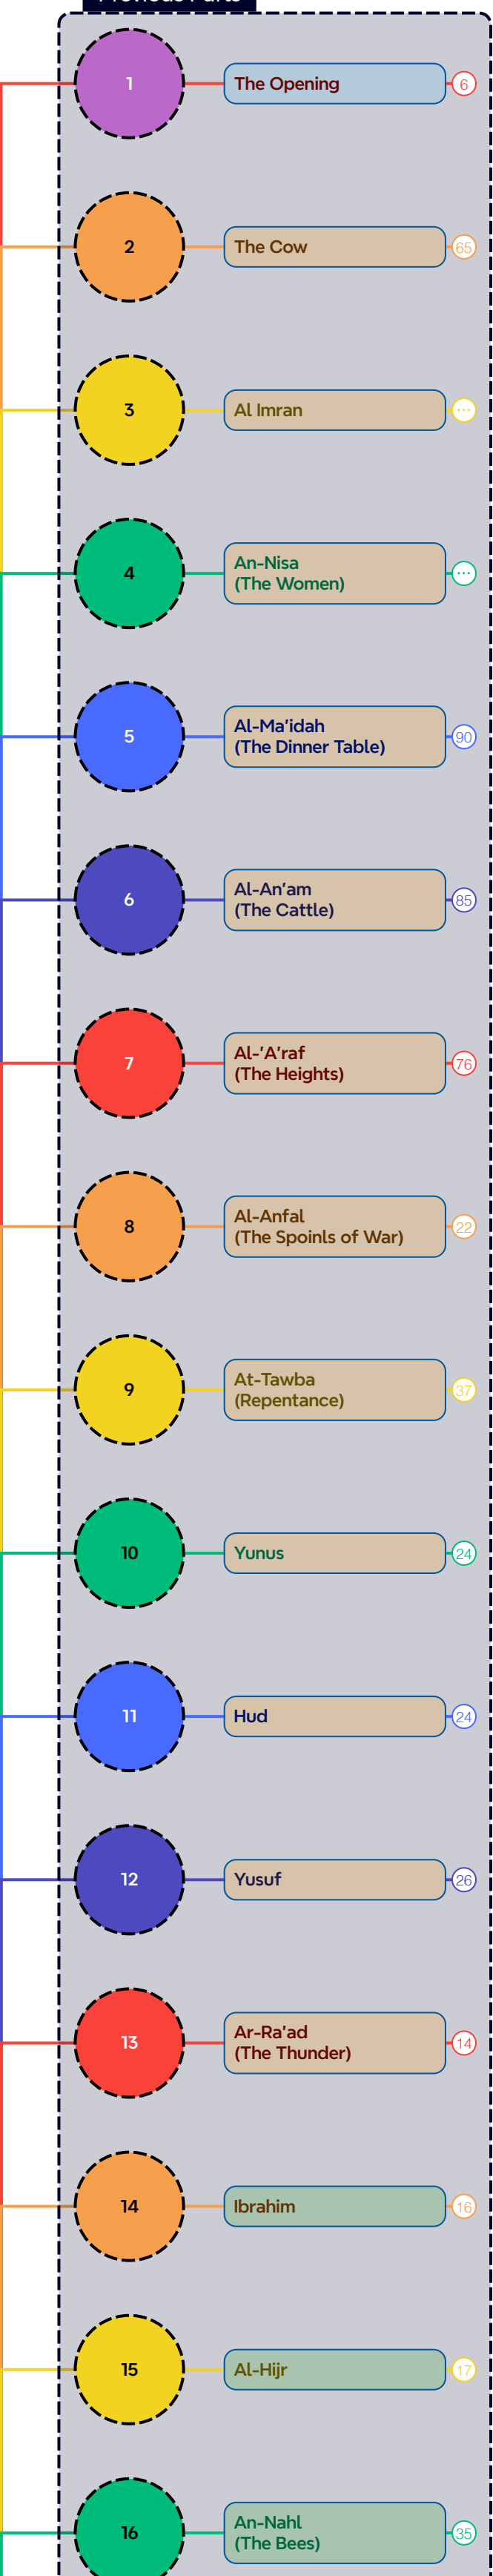 Previous Parts
1
The Opening
6
2
The Cow
65
3
Al Imran
...
4
An-Nisa
(The Women)
...
5
Al-Ma'idah
(The Dinner Table)
90
6
Al-An'am
(The Cattle)
85
7
Al-'A'raf
(The Heights)
76
8
Al-Anfal
(The Spoinls of War)
22
9
At-Tawba
(Repentance)
37
10
Yunus
24
11
Hud
24
12
Yusuf
26
13
Ar-Ra'ad
(The Thunder)
14
14
Ibrahim
16
15
Al-Hijr
17
16
An-Nahl
(The Bees)
35